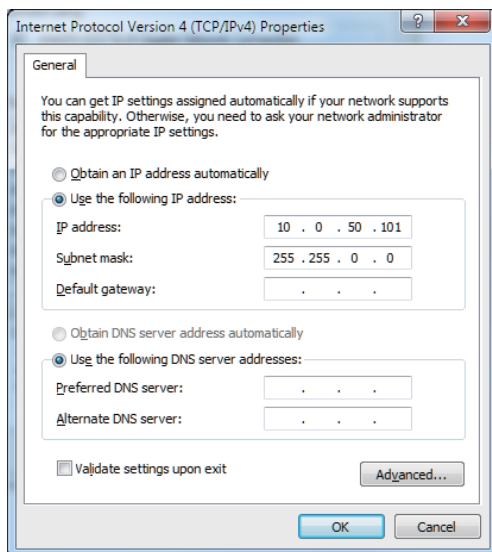 Internet Protocol Version 4 (TCP/IPv4) Properties
General
You can get IP settings assigned automatically if your network supports
this capability. Otherwise, you need to ask your network administrator
for the appropriate IP settings.
Obtain an IP address automatically
Use the following IP address:
IP address: 10 . 0 . 50 . 101
Subnet mask: 255 . 255 . 0 . 0
Default gateway: . . .
Obtain DNS server address automatically
Use the following DNS server addresses:
Preferred DNS server: . . .
Alternate DNS server: . . .
Validate settings upon exit
Advanced...
OK Cancel